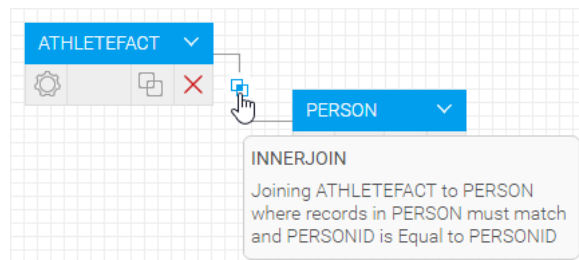 ATHLETEFACT
PERSON
INNERJOIN
Joining ATHLETEFACT to PERSON
where records in PERSON must match
and PERSONID is Equal to PERSONID